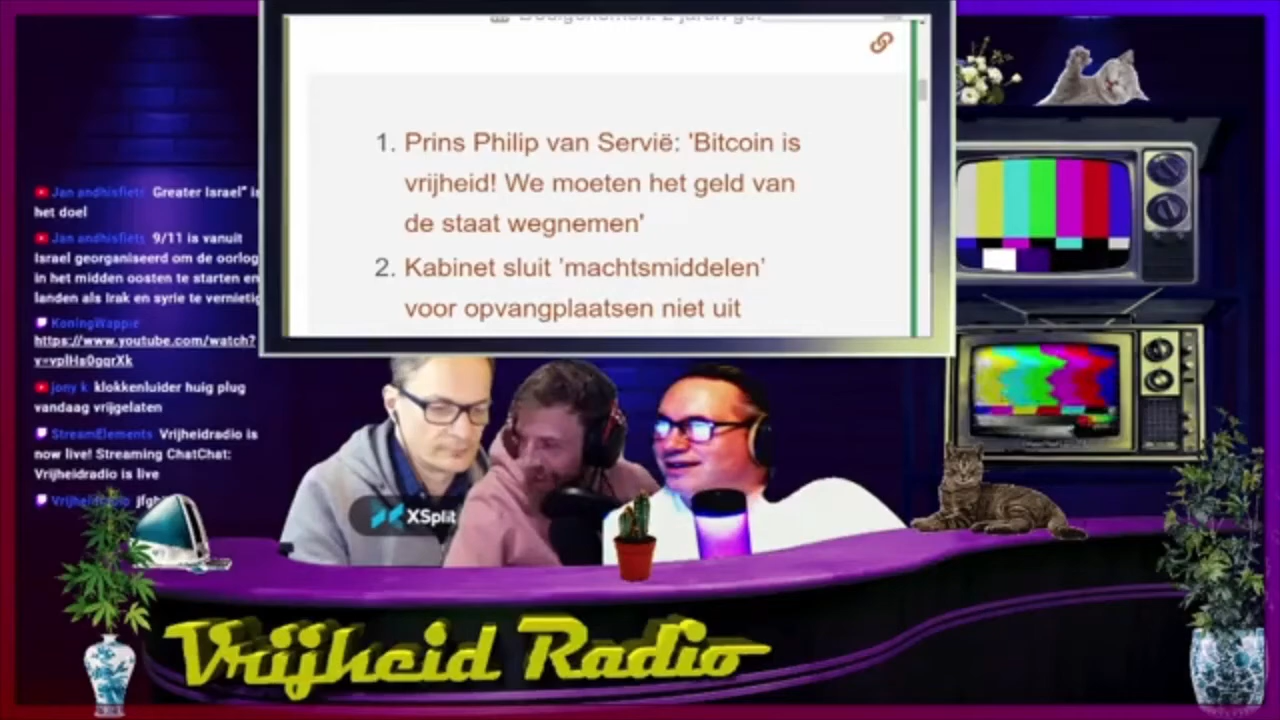 1. Prins Philip van Servië: 'Bitcoin is
vrijheid! We moeten het geld van
de staat wegnemen'
2. Kabinet sluit 'machtsmiddelen'
voor opvangplaatsen niet uit
Jan andhisfiets Greater Israel" is
het doel
Jan andhisfiets 9/11 is vanuit
Israel georganiseerd om de oorlog
in het midden oosten te starten en
landen als Irak en syrie te vernietig
KoningWappie
https://www.youtube.com/watch?
jony k klokkenluider huig plug
vandaag vrijgelaten
StreamElements Vrijheidradio is
now live! Streaming ChatChat:
Vrijheidradio is live
XSplit
Vrijheid Radio